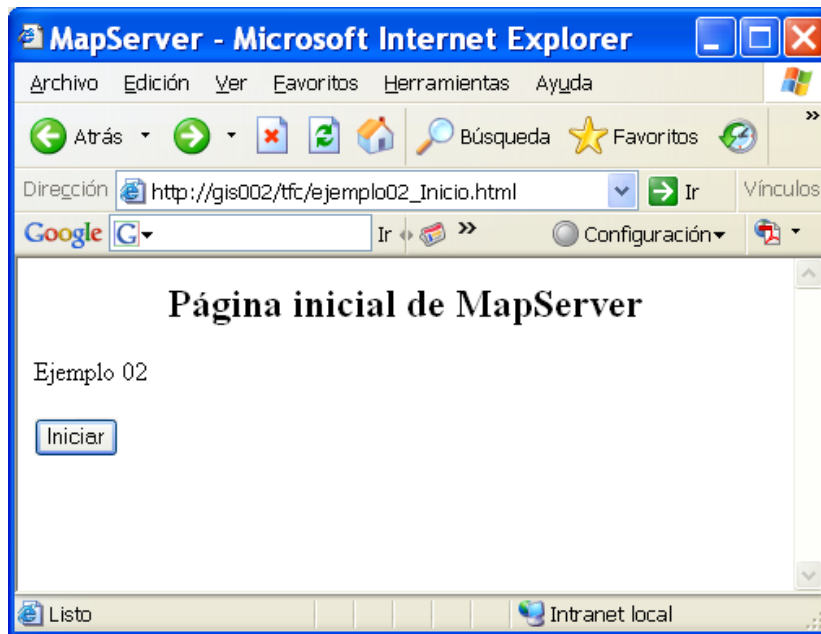 MapServer - Microsoft Internet Explorer
Archivo Edición Ver Favoritos Herramientas Ayuda
Atrás Búsqueda Favoritos »
Dirección http://gis002/tfc/ejemplo02_Inicio.html Ir Vínculos
Google G Ir » Configuración
Página inicial de MapServer
Ejemplo 02
Iniciar
Listo Intranet local